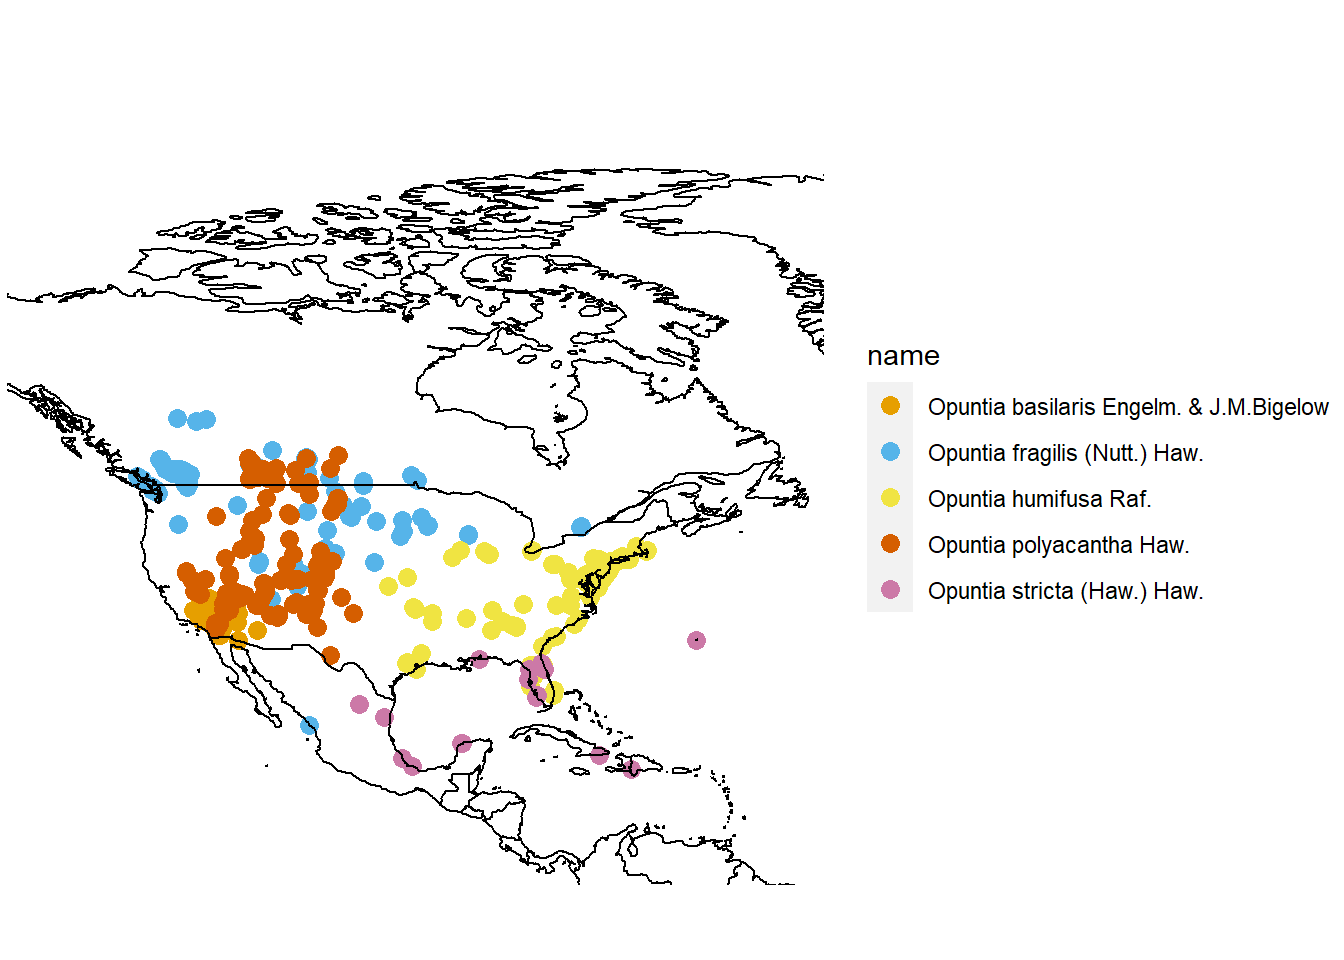 name
Opuntia basilaris Engelm. & J.M.Bigelow
Opuntia fragilis (Nutt.) Haw.
Opuntia humifusa Raf.
Opuntia polyacantha Haw.
Opuntia stricta (Haw.) Haw.